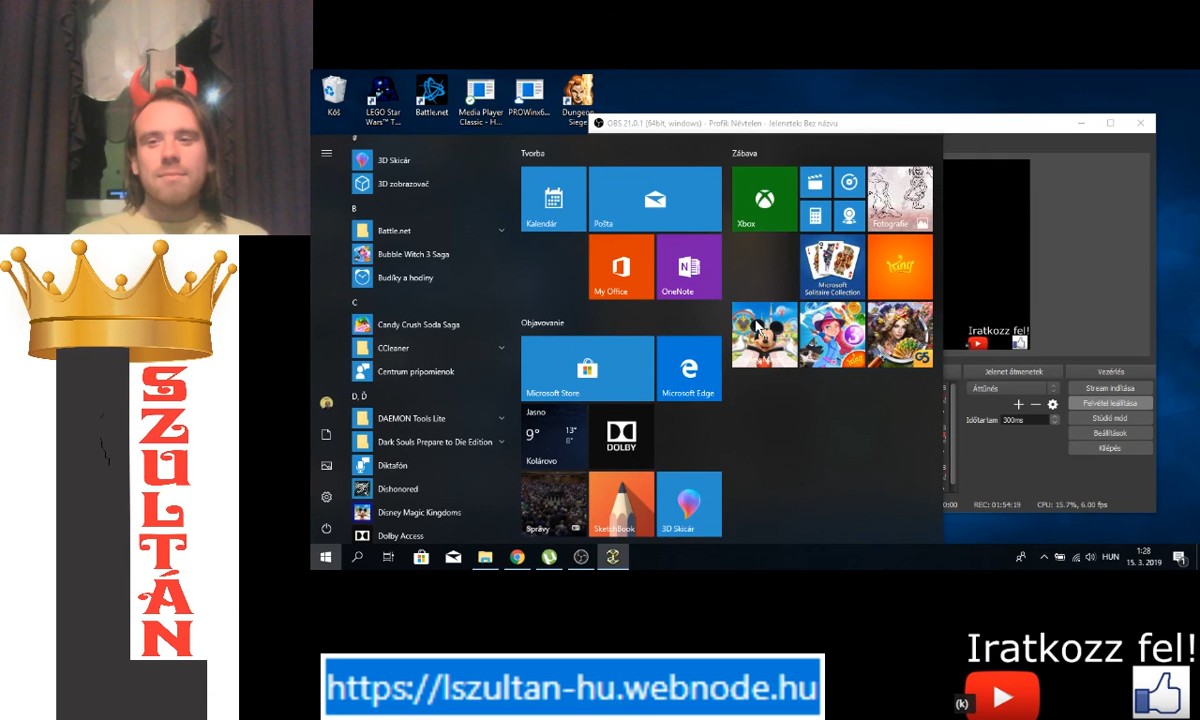 Kôš
LEGO Star Wars™ T...
Battle.net
Media Player Classic - H...
PROWinx6...
Dungeon Siege
OBS 21.0.1 (64bit, windows) - Profil: Névtelen - Jelenetek: Bez názvu
#
3D Skicár
3D zobrazovač
B
Battle.net
Bubble Witch 3 Saga
Budíky a hodiny
C
Candy Crush Soda Saga
CCleaner
Centrum pripomienok
D, Ď
DAEMON Tools Lite
Dark Souls Prepare to Die Edition
Diktafón
Dishonored
Disney Magic Kingdoms
Dolby Access
Tvorba
Kalendár
Pošta
My Office
OneNote
Objavovanie
Microsoft Store
Microsoft Edge
Jasno
9°
13°
8°
Kolárovo
DOLBY
Správy
SketchBook
3D Skicár
Zábava
Xbox
Fotografie
Microsoft Solitaire Collection
King
King
G5
Iratkozz fel!
Jelenet átmenetek
Vezérlés
Áttűnés
Időtartam 300ms
Stream indítása
Felvétel leállítása
Stúdió mód
Beállítások
Kilépés
REC: 01:54:19
CPU: 15.7%, 6.00 fps
HUN
1:28
15. 3. 2019
1
SZULTÁN
https://lszultan-hu.webnode.hu
Iratkozz fel!
(k)